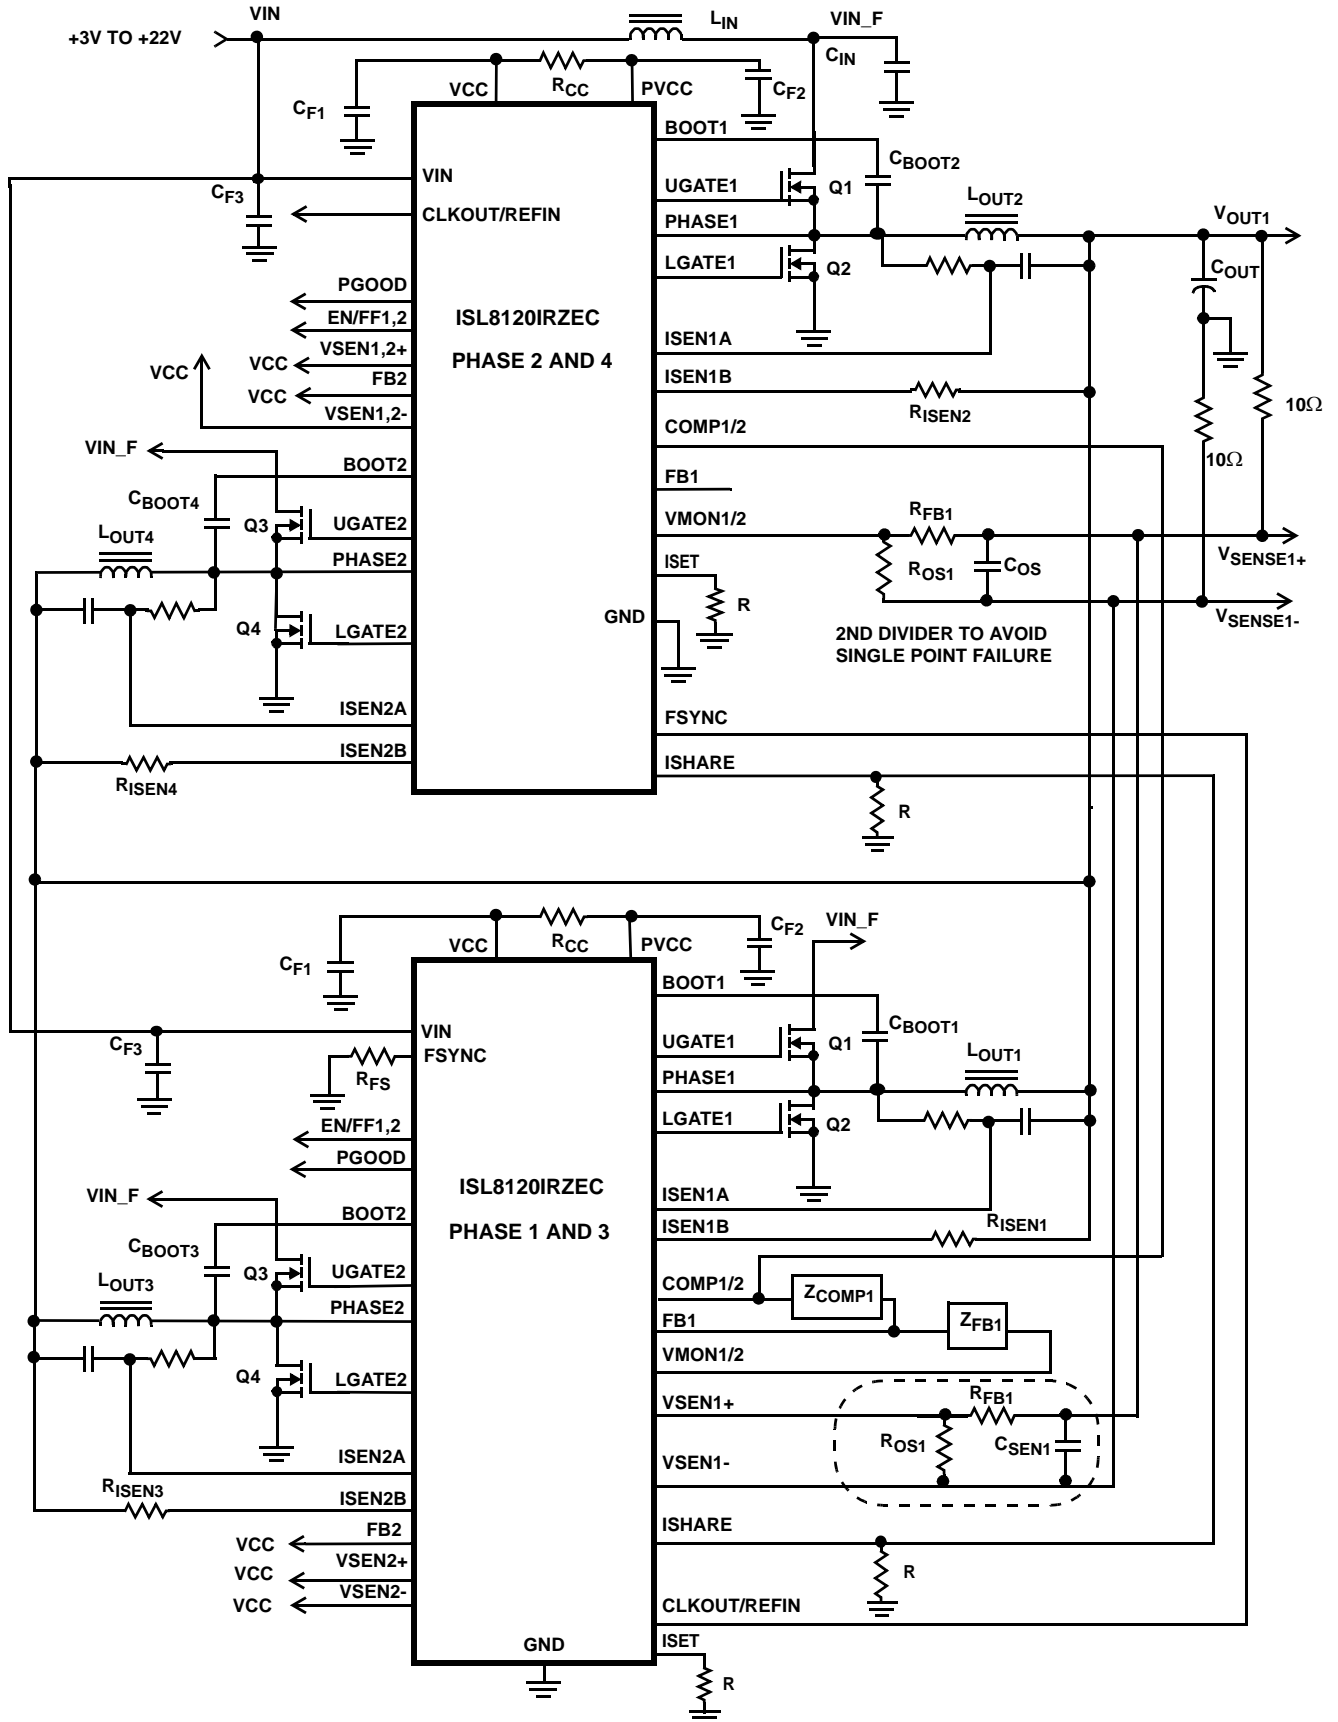 VIN
+3V TO +22V
LIN
VIN_F
CIN
VCC
RCC
PVCC
CF1
CF2
BOOT1
CBOOT2
VIN
CF3
UGATE1
Q1
LOUT2
CLKOUT/REFIN
PHASE1
VOUT1
LGATE1
Q2
COUT
PGOOD
ISL8120IRZEC
EN/FF1,2
VSEN1,2+
ISEN1A
VCC
PHASE 2 AND 4
VCC
FB2
ISEN1B
VCC
10Ω
VSEN1,2-
RISEN2
COMP1/2
VIN_F
10Ω
BOOT2
FB1
CBOOT4
RFB1
Q3
UGATE2
VMON1/2
LOUT4
PHASE2
ISET
ROS1
COS
VSENSE1+
R
GND
VSENSE1-
Q4
LGATE2
2ND DIVIDER TO AVOID
SINGLE POINT FAILURE
ISEN2A
FSYNC
ISEN2B
ISHARE
RISEN4
R
VIN_F
CF2
VCC
RCC
PVCC
CF1
BOOT1
CBOOT1
VIN
CF3
UGATE1
Q1
FSYNC
LOUT1
RFS
PHASE1
EN/FF1,2
LGATE1
Q2
PGOOD
ISL8120IRZEC
VIN_F
ISEN1A
BOOT2
PHASE 1 AND 3
ISEN1B
RISEN1
CBOOT3
Q3
UGATE2
COMP1/2
ZCOMP1
LOUT3
PHASE2
FB1
ZFB1
VMON1/2
Q4
LGATE2
RFB1
VSEN1+
ROS1
CSEN1
ISEN2A
VSEN1-
RISEN3
ISEN2B
FB2
ISHARE
VCC
VSEN2+
VCC
R
VSEN2-
VCC
CLKOUT/REFIN
GND
ISET
R